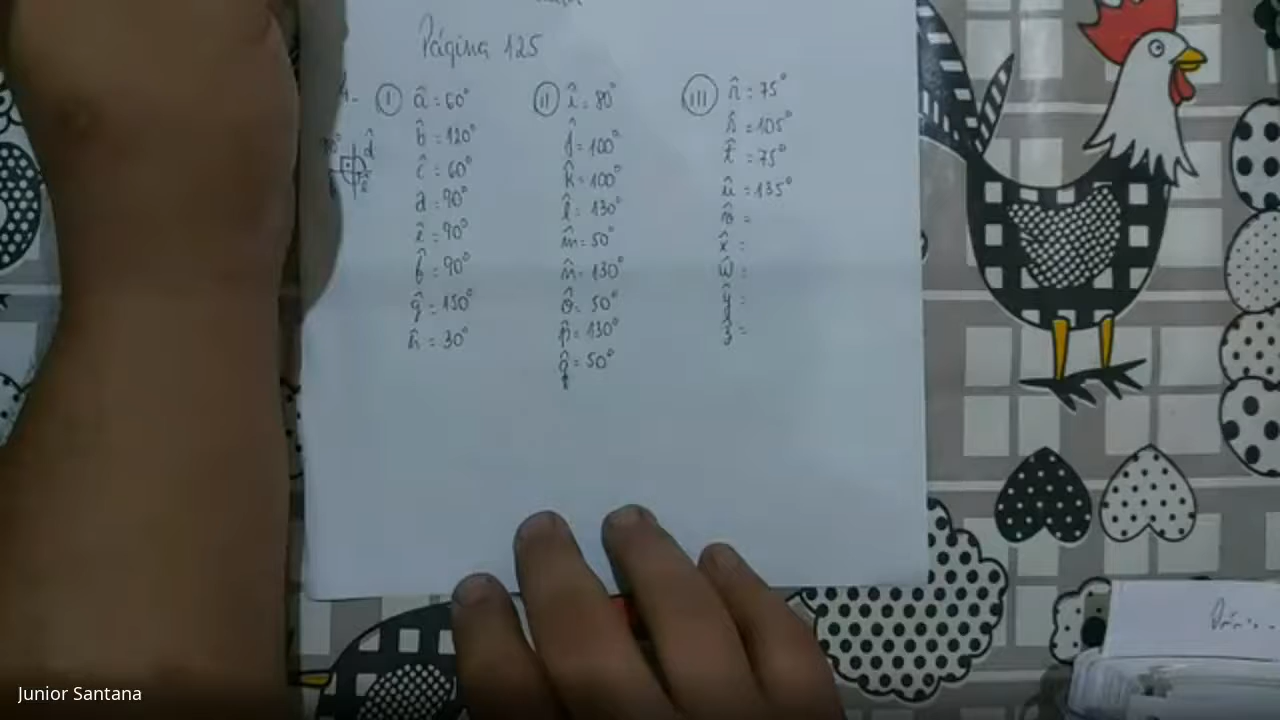 Página 125
1-
I
â = 60°
b̂ = 120°
ĉ = 60°
d̂ = 90°
ê = 90°
f̂ = 90°
ĝ = 150°
ĥ = 30°
d̂
II
î = 80°
ĵ = 100°
k̂ = 100°
l̂ = 130°
m̂ = 50°
n̂ = 130°
ô = 50°
p̂ = 130°
q̂ = 50°
III
r̂ = 75°
ŝ = 105°
t̂ = 75°
û = 135°
v̂ =
x̂ =
ŵ =
ŷ =
ẑ =
Junior Santana